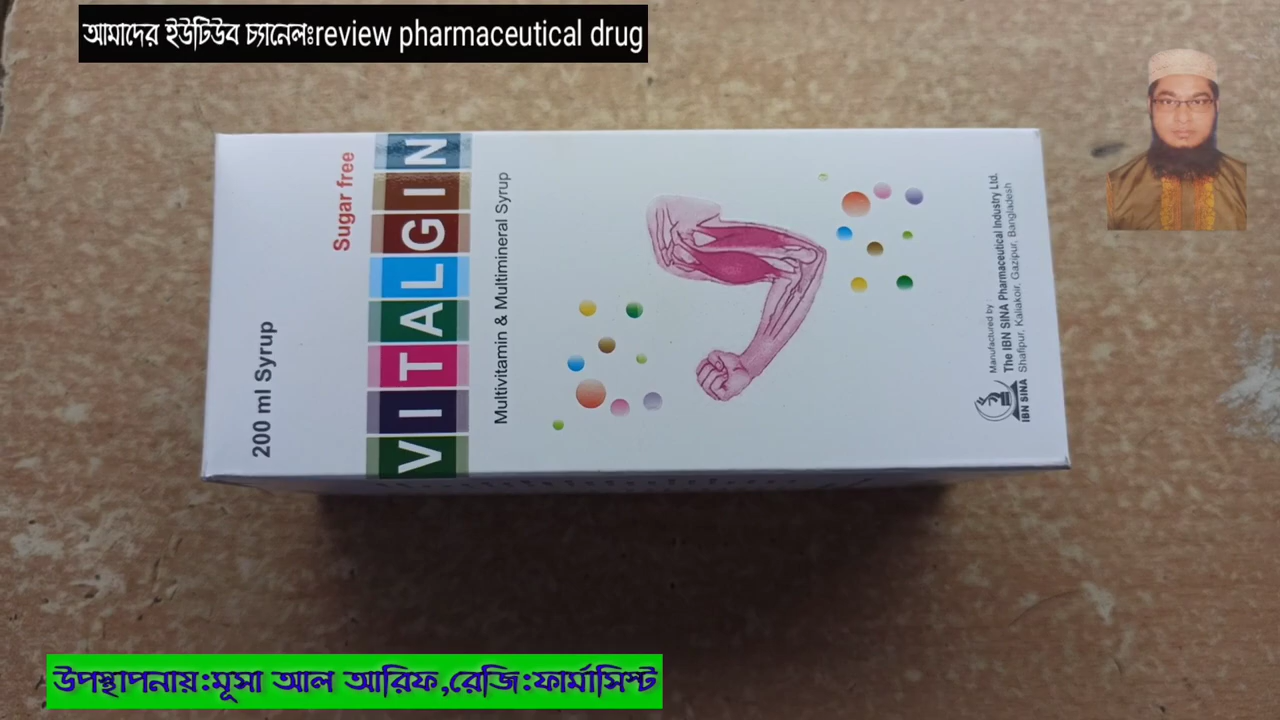 আমাদের ইউটিউব চ্যানেলঃreview pharmaceutical drug
200 ml Syrup
Sugar free
VITALGIN
Multivitamin & Multimineral Syrup
Manufactured by
The IBN SINA Pharmaceutical Industry Ltd.
Shafipur, Kaliakoir, Gazipur, Bangladesh
IBN SINA
উপস্থাপনায়:মূসা আল আরিফ,রেজি:ফার্মাসিস্ট